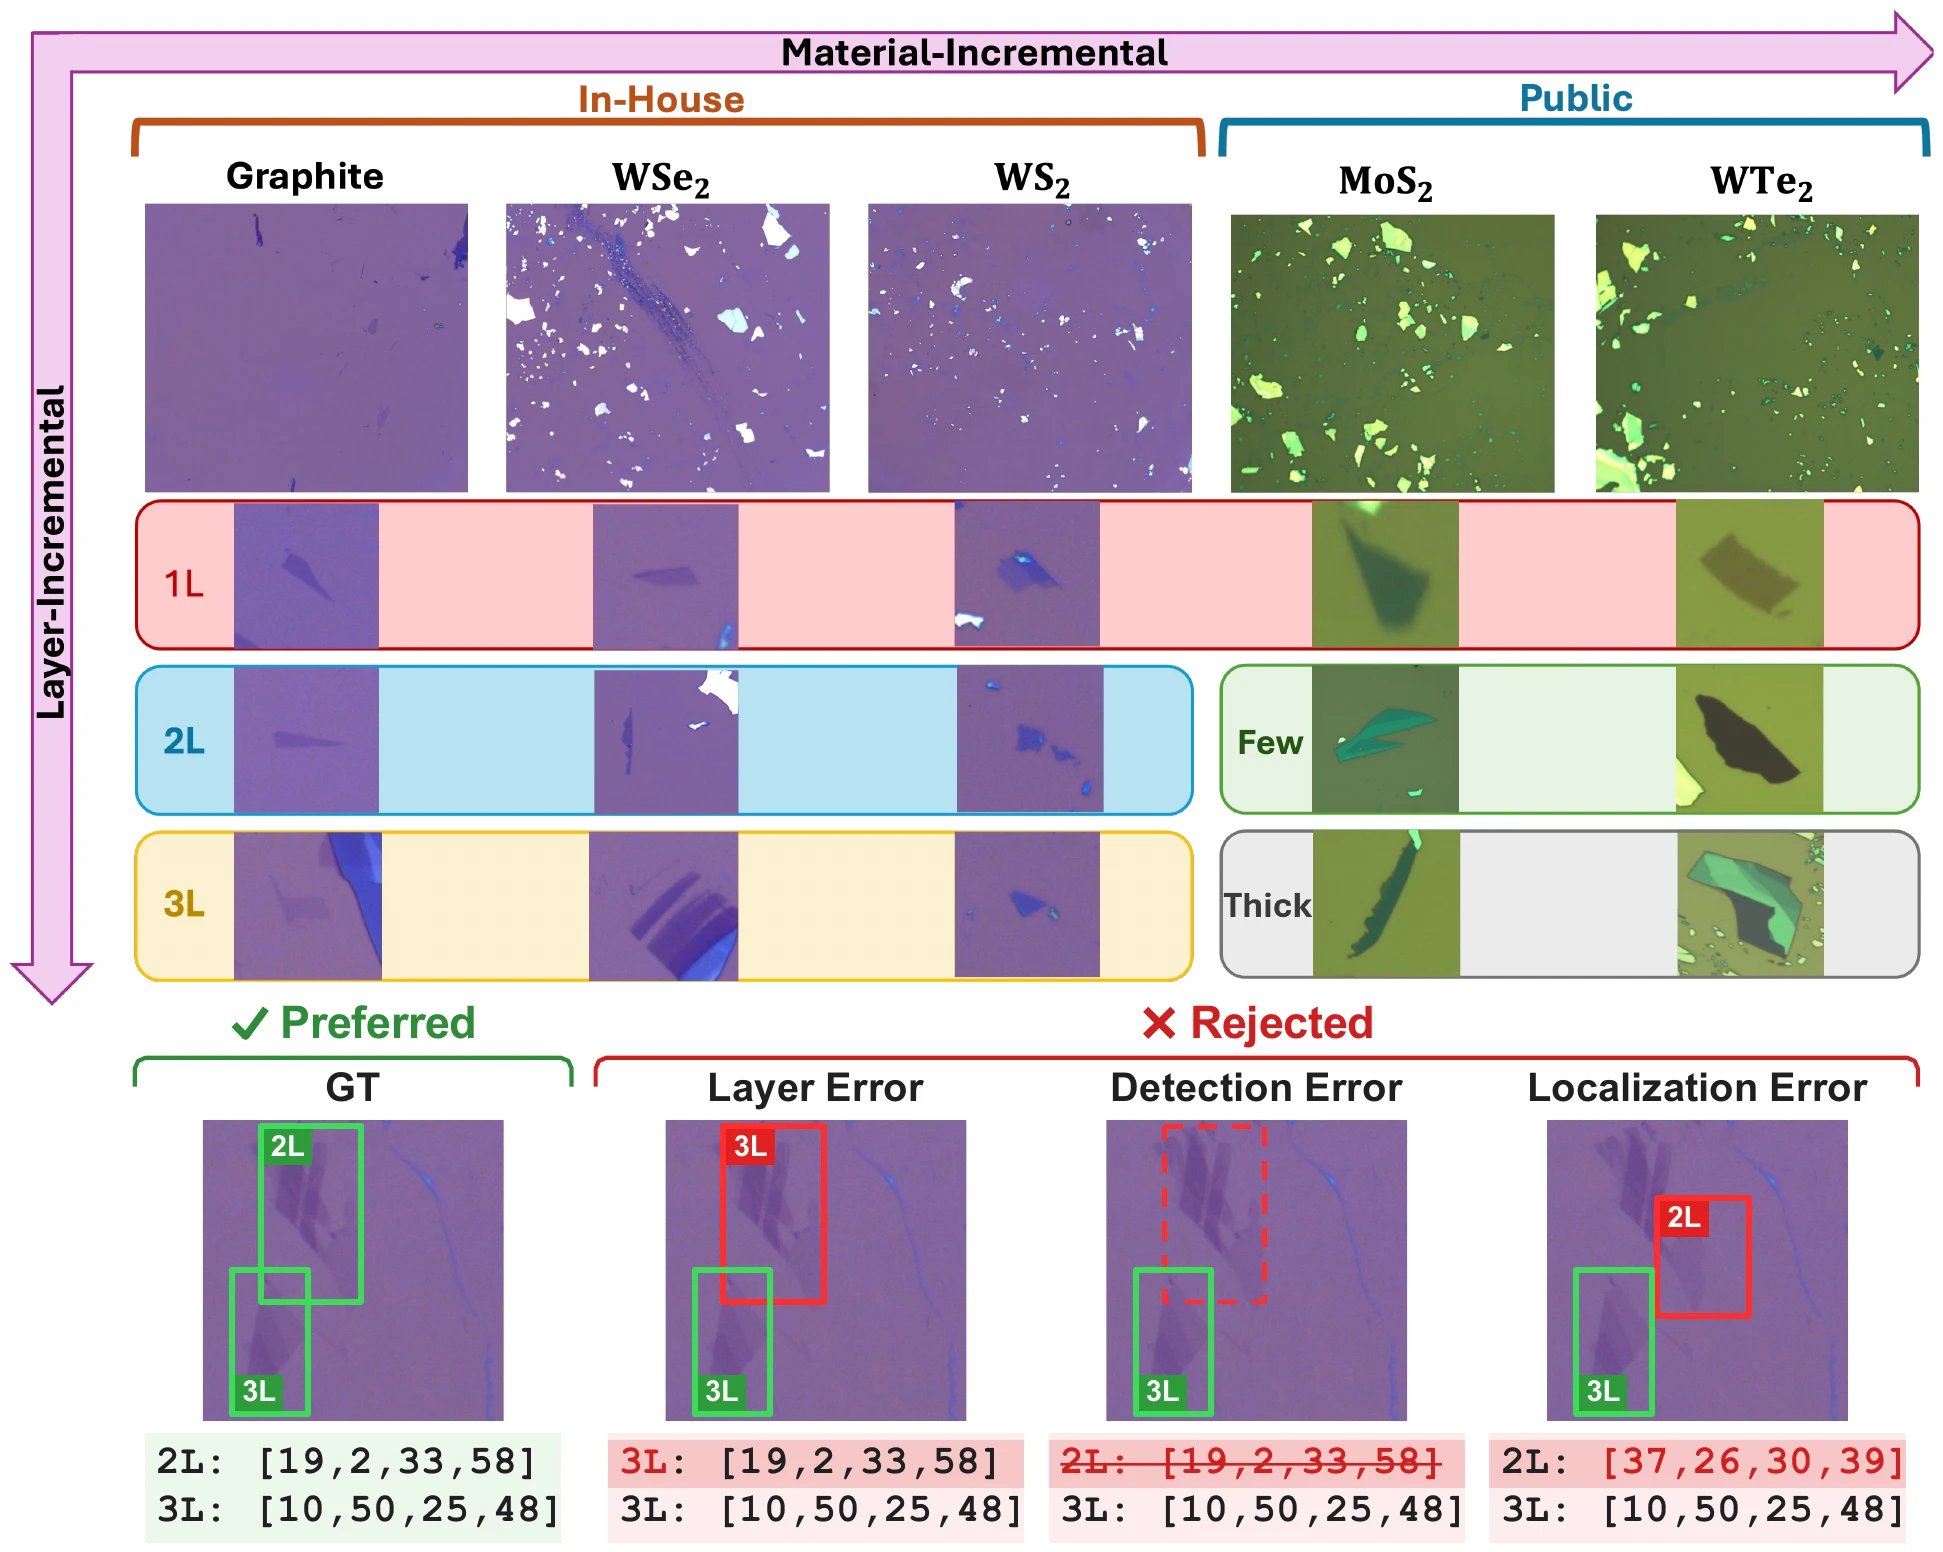 Material-Incremental
In-House
Public
Graphite
WSe₂
WS₂
MoS₂
WTe₂
Layer-Incremental
1L
2L
Few
3L
Thick
✓ Preferred
✕ Rejected
GT
Layer Error
Detection Error
Localization Error
2L
3L
3L
3L
3L
2L
3L
2L: [19,2,33,58]
3L: [10,50,25,48]
3L: [19,2,33,58]
3L: [10,50,25,48]
2L: [19,2,33,58]
3L: [10,50,25,48]
2L: [37,26,30,39]
3L: [10,50,25,48]